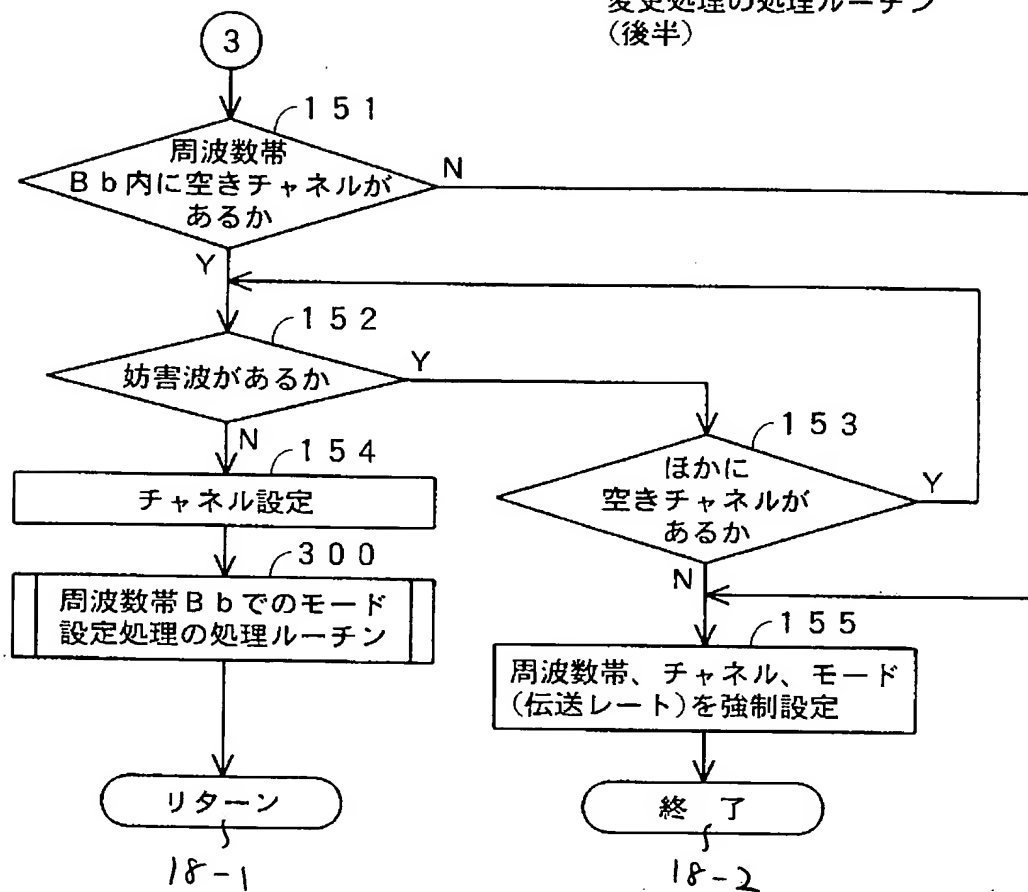 変更処理の処理ルーチン
(後半)
3
151
周波数帯
Bb内に空きチャネルが
あるか
N
Y
152
妨害波があるか
Y
N
153
ほかに
空きチャネルが
あるか
Y
N
154
チャネル設定
300
周波数帯Bbでのモード
設定処理の処理ルーチン
155
周波数帯、チャネル、モード
(伝送レート)を強制設定
リターン
終了
18-1
18-2